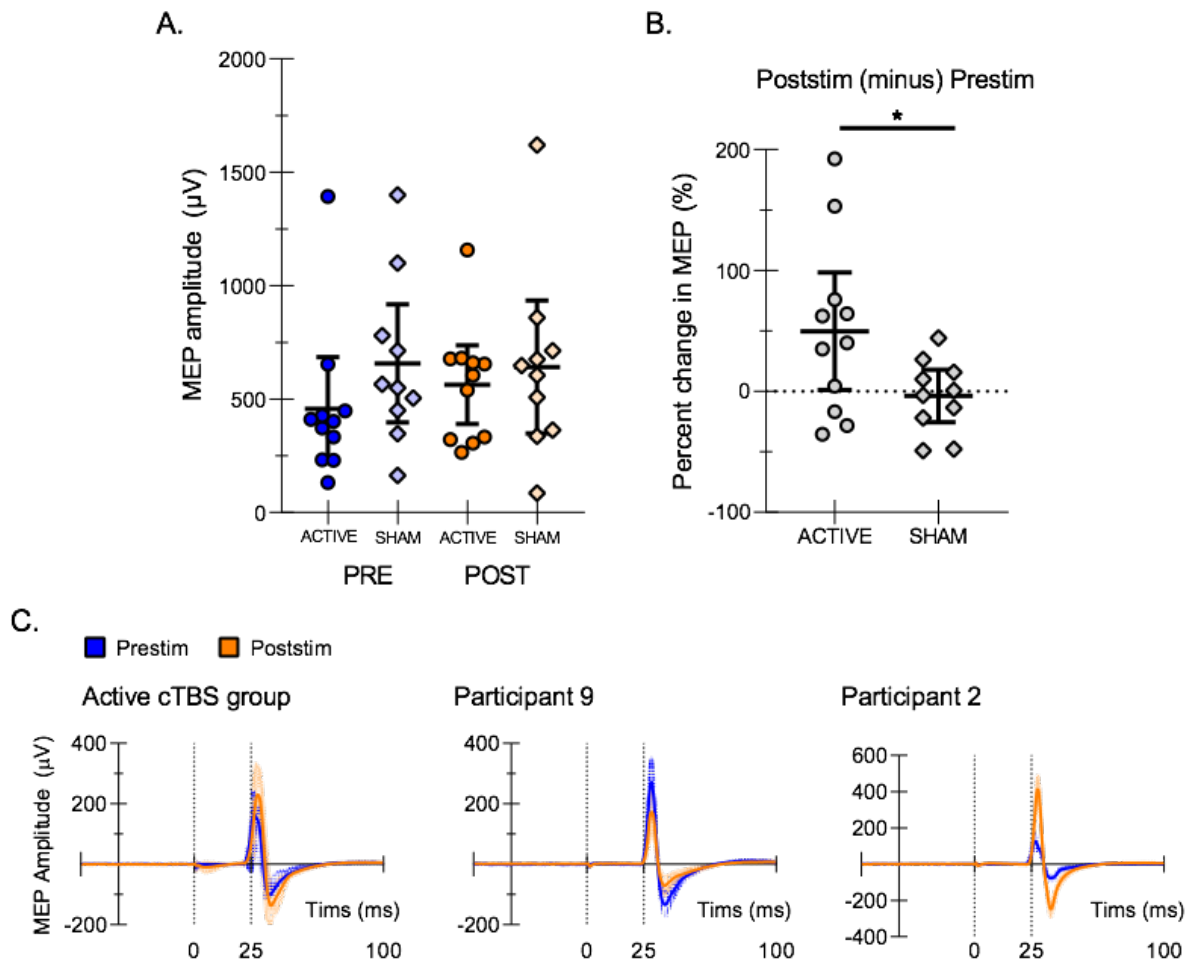 A.
2000
1500
1000
500
0
MEP amplitude (µV)
ACTIVE SHAM ACTIVE SHAM
PRE POST
B.
Poststim (minus) Prestim
*
200
100
0
-100
Percent change in MEP (%)
ACTIVE SHAM
C.
Prestim Poststim
Active cTBS group
400
200
0
-200
MEP Amplitude (µV)
Tims (ms)
0 25 100
Participant 9
400
200
0
-200
Tims (ms)
0 25 100
Participant 2
600
400
200
0
-200
-400
Tims (ms)
0 25 100